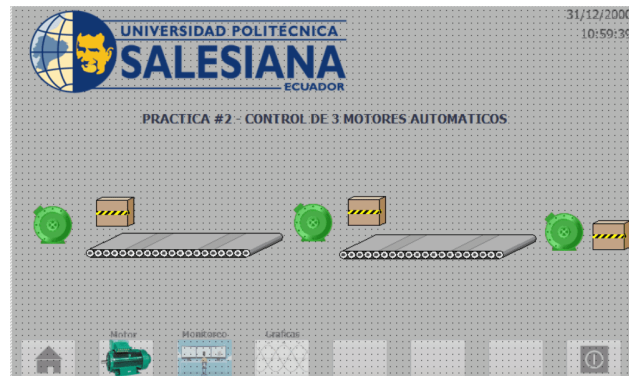 UNIVERSIDAD POLITÉCNICA
SALESIANA
ECUADOR
31/12/2000
10:59:39
PRACTICA #2 - CONTROL DE 3 MOTORES AUTOMATICOS
Motor Monitoreo Graficas